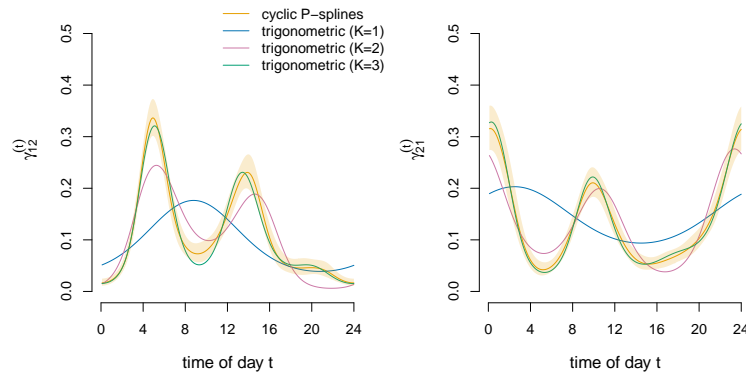 cyclic P−splines
trigonometric (K=1)
trigonometric (K=2)
trigonometric (K=3)
γ₁₂⁽ᵗ⁾
0.5
0.4
0.3
0.2
0.1
0.0
0 4 8 12 16 20 24
time of day t
γ₂₁⁽ᵗ⁾
0.5
0.4
0.3
0.2
0.1
0.0
0 4 8 12 16 20 24
time of day t